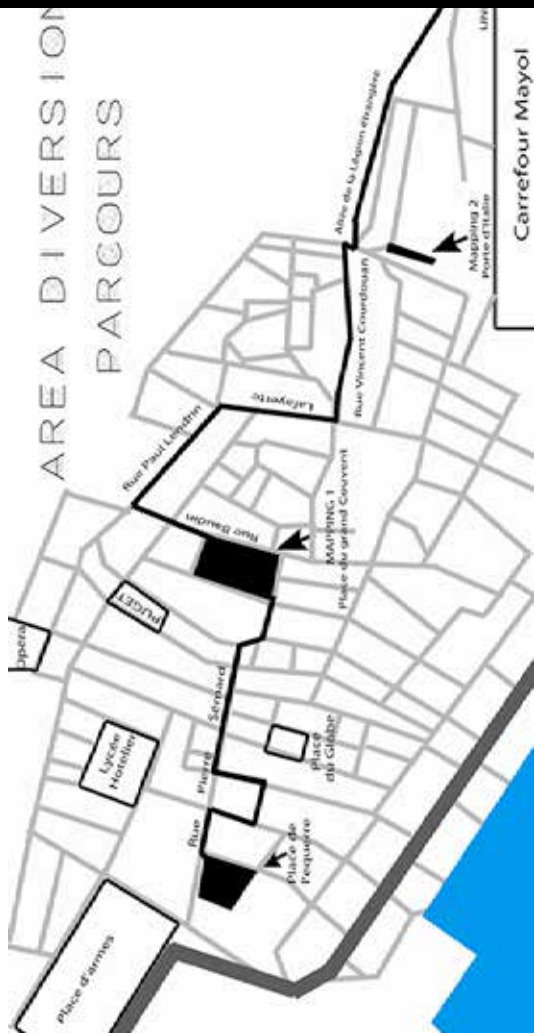 AREA DIVERSION
PARCOURS
Carrefour Mayol
Allée de la Légion étrangère
Mapping 2
Porte d'Italie
Rue Vincent Courdouan
Lafayette
Rue Paul Lendrin
Rue Baudin
MAPPING 1
Place du grand Couvent
PUGET
Opéra
Lycée
Hotelier
Rue Pierre Sémard
Place
du Globe
Place de
l'equerre
Place d'armes